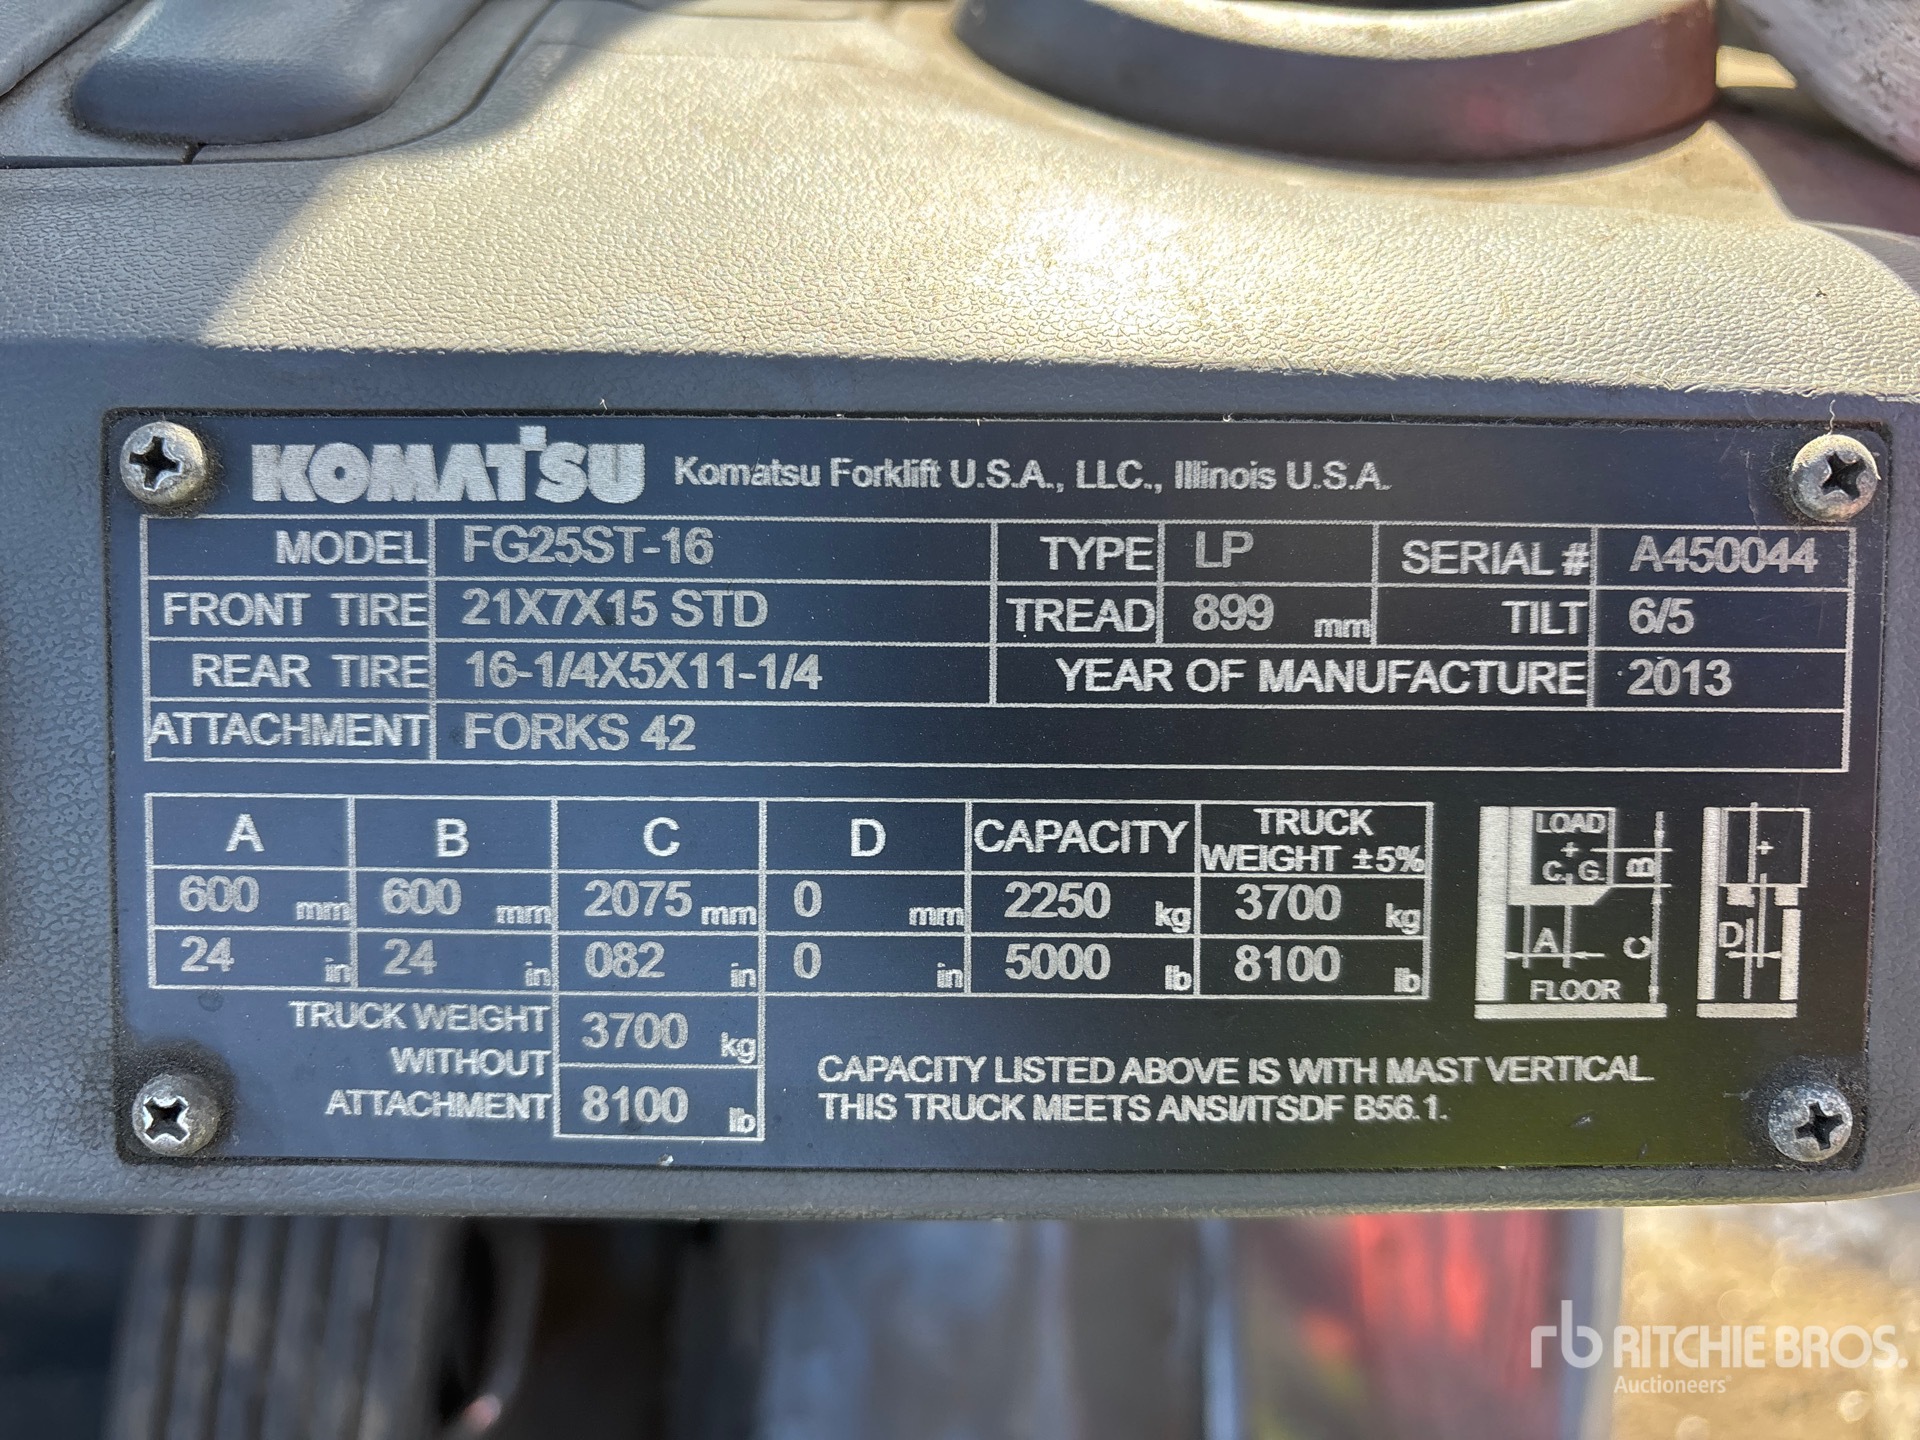 KOMATSU Komatsu Forklift U.S.A., LLC., Illinois U.S.A.
MODEL FG25ST-16 TYPE LP SERIAL # A450044
FRONT TIRE 21X7X15 STD TREAD 899 mm TILT 6/5
REAR TIRE 16-1/4X5X11-1/4 YEAR OF MANUFACTURE 2013
ATTACHMENT FORKS 42
A B C D CAPACITY TRUCK WEIGHT ±5%
600 mm 600 mm 2075 mm 0 mm 2250 kg 3700 kg
24 in 24 in 082 in 0 in 5000 lb 8100 lb
TRUCK WEIGHT WITHOUT ATTACHMENT
3700 kg
8100 lb
LOAD
C. G.
B
A
C
FLOOR
D
CAPACITY LISTED ABOVE IS WITH MAST VERTICAL
THIS TRUCK MEETS ANSI/ITSDF B56.1.
rb RITCHIE BROS.
Auctioneers